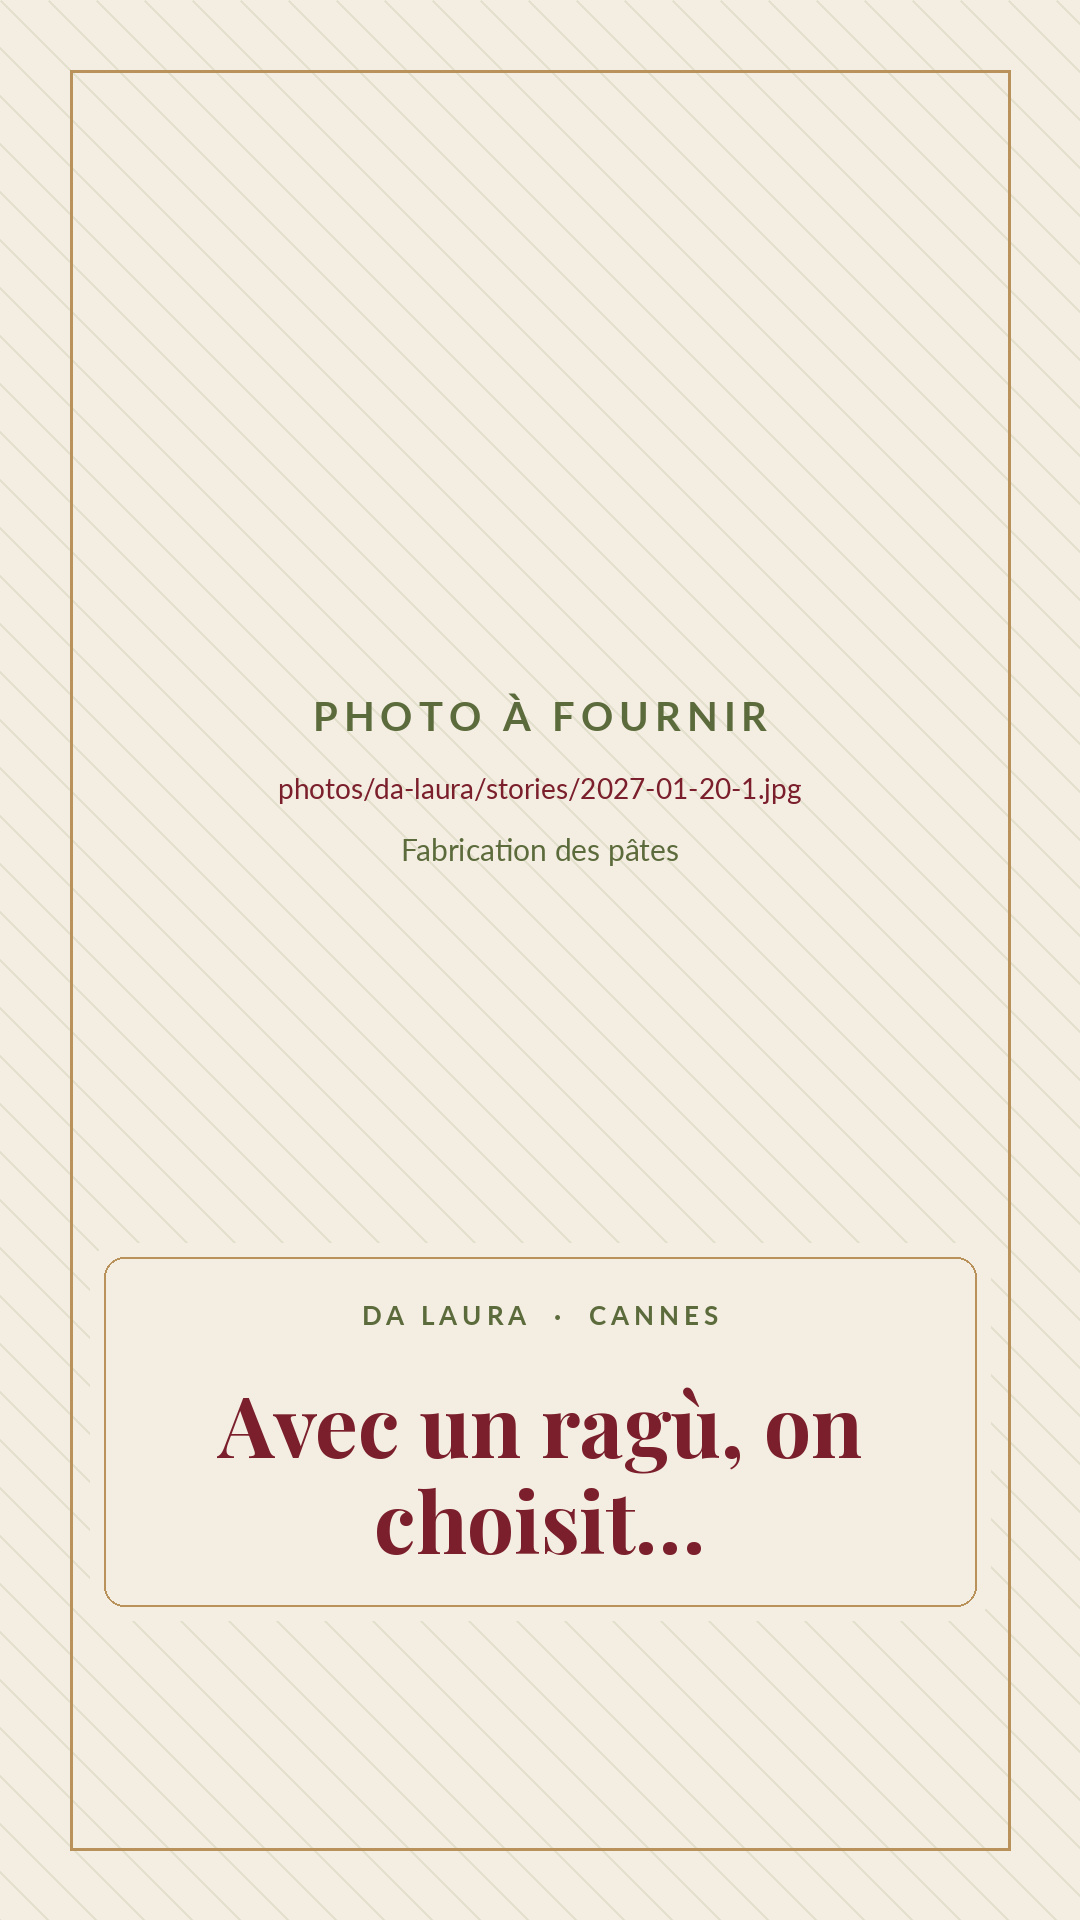 PHOTO À FOURNIR
photos/da-laura/stories/2027-01-20-1.jpg
Fabrication des pâtes
DA LAURA · CANNES
Avec un ragù, on
choisit...